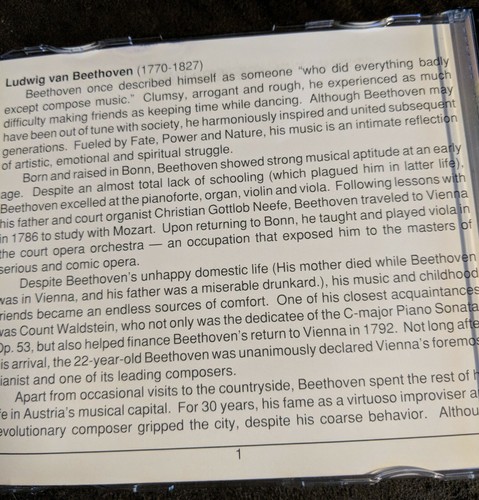 Ludwig van Beethoven (1770-1827)
Beethoven once described himself as someone “who did everything badly
except compose music.” Clumsy, arrogant and rough, he experienced as much
difficulty making friends as keeping time while dancing. Although Beethoven may
have been out of tune with society, he harmoniously inspired and united subsequent
generations. Fueled by Fate, Power and Nature, his music is an intimate reflection
of artistic, emotional and spiritual struggle.
Born and raised in Bonn, Beethoven showed strong musical aptitude at an early
age. Despite an almost total lack of schooling (which plagued him in latter life),
Beethoven excelled at the pianoforte, organ, violin and viola. Following lessons with
his father and court organist Christian Gottlob Neefe, Beethoven traveled to Vienna
in 1786 to study with Mozart. Upon returning to Bonn, he taught and played viola in
the court opera orchestra — an occupation that exposed him to the masters of
serious and comic opera.
Despite Beethoven's unhappy domestic life (His mother died while Beethoven
was in Vienna, and his father was a miserable drunkard.), his music and childhood
riends became an endless sources of comfort. One of his closest acquaintances
was Count Waldstein, who not only was the dedicatee of the C-major Piano Sonata
Op. 53, but also helped finance Beethoven's return to Vienna in 1792. Not long afte
is arrival, the 22-year-old Beethoven was unanimously declared Vienna's foremos
ianist and one of its leading composers.
Apart from occasional visits to the countryside, Beethoven spent the rest of h
fe in Austria's musical capital. For 30 years, his fame as a virtuoso improviser a
evolutionary composer gripped the city, despite his coarse behavior. Althou
1